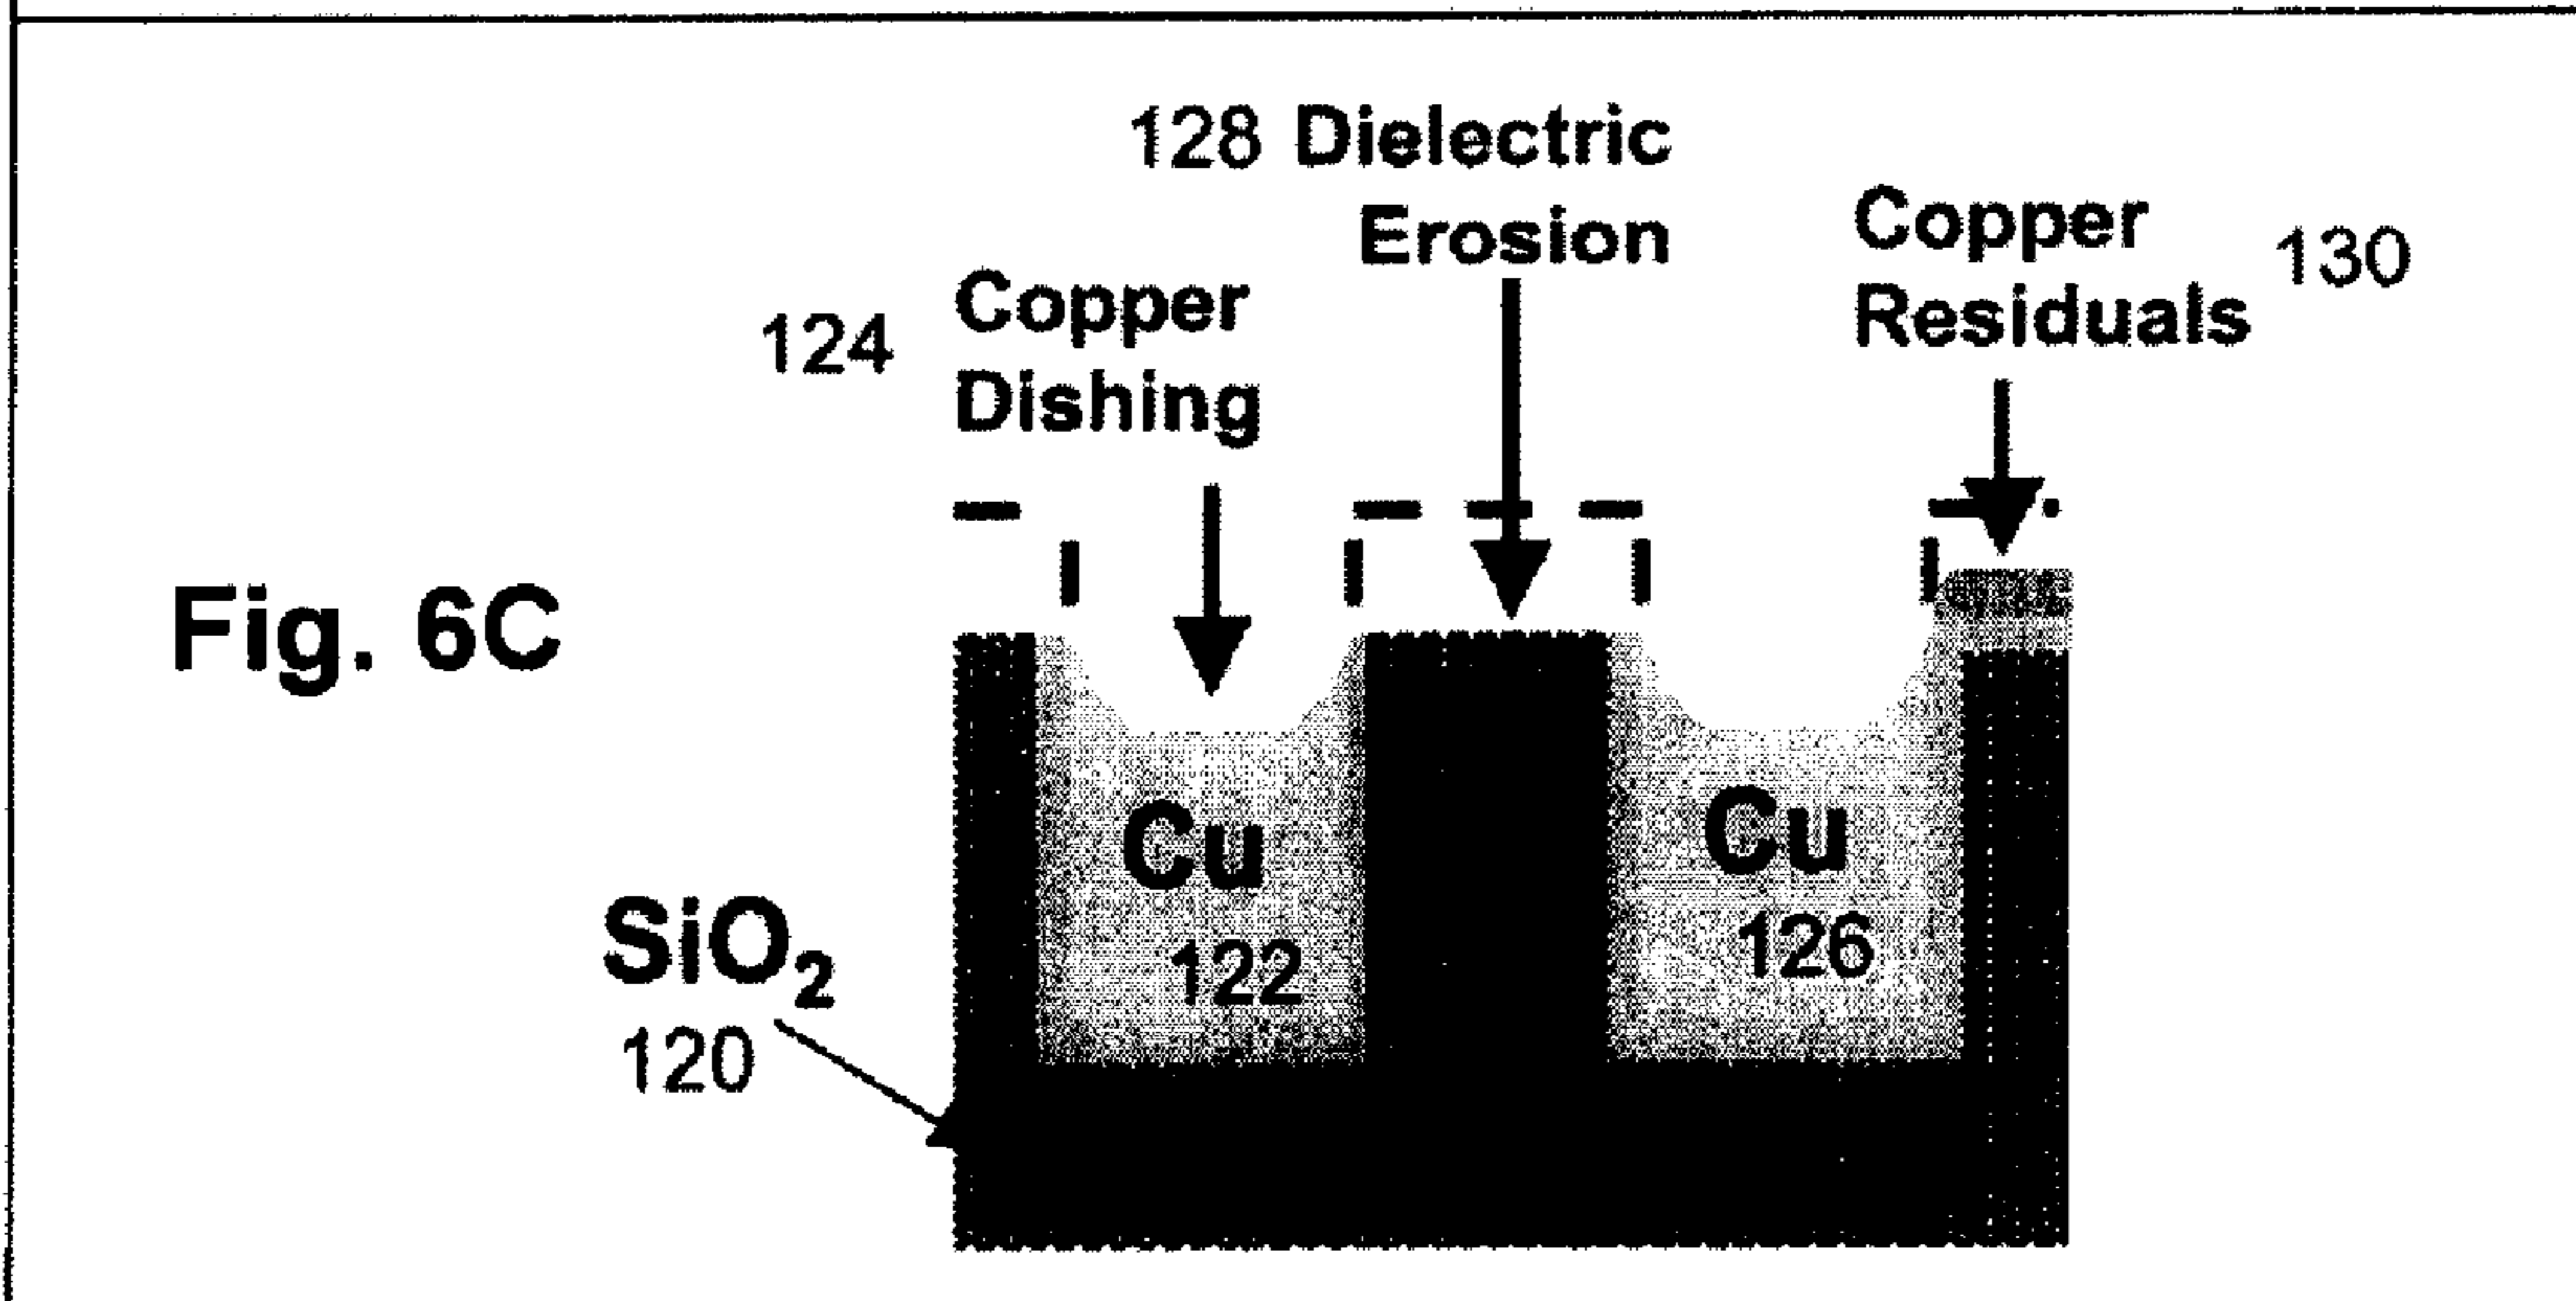 128 Dielectric
Erosion
Copper
Residuals 130
124 Copper
Dishing
Fig. 6C
Cu
122
Cu
126
SiO₂
120